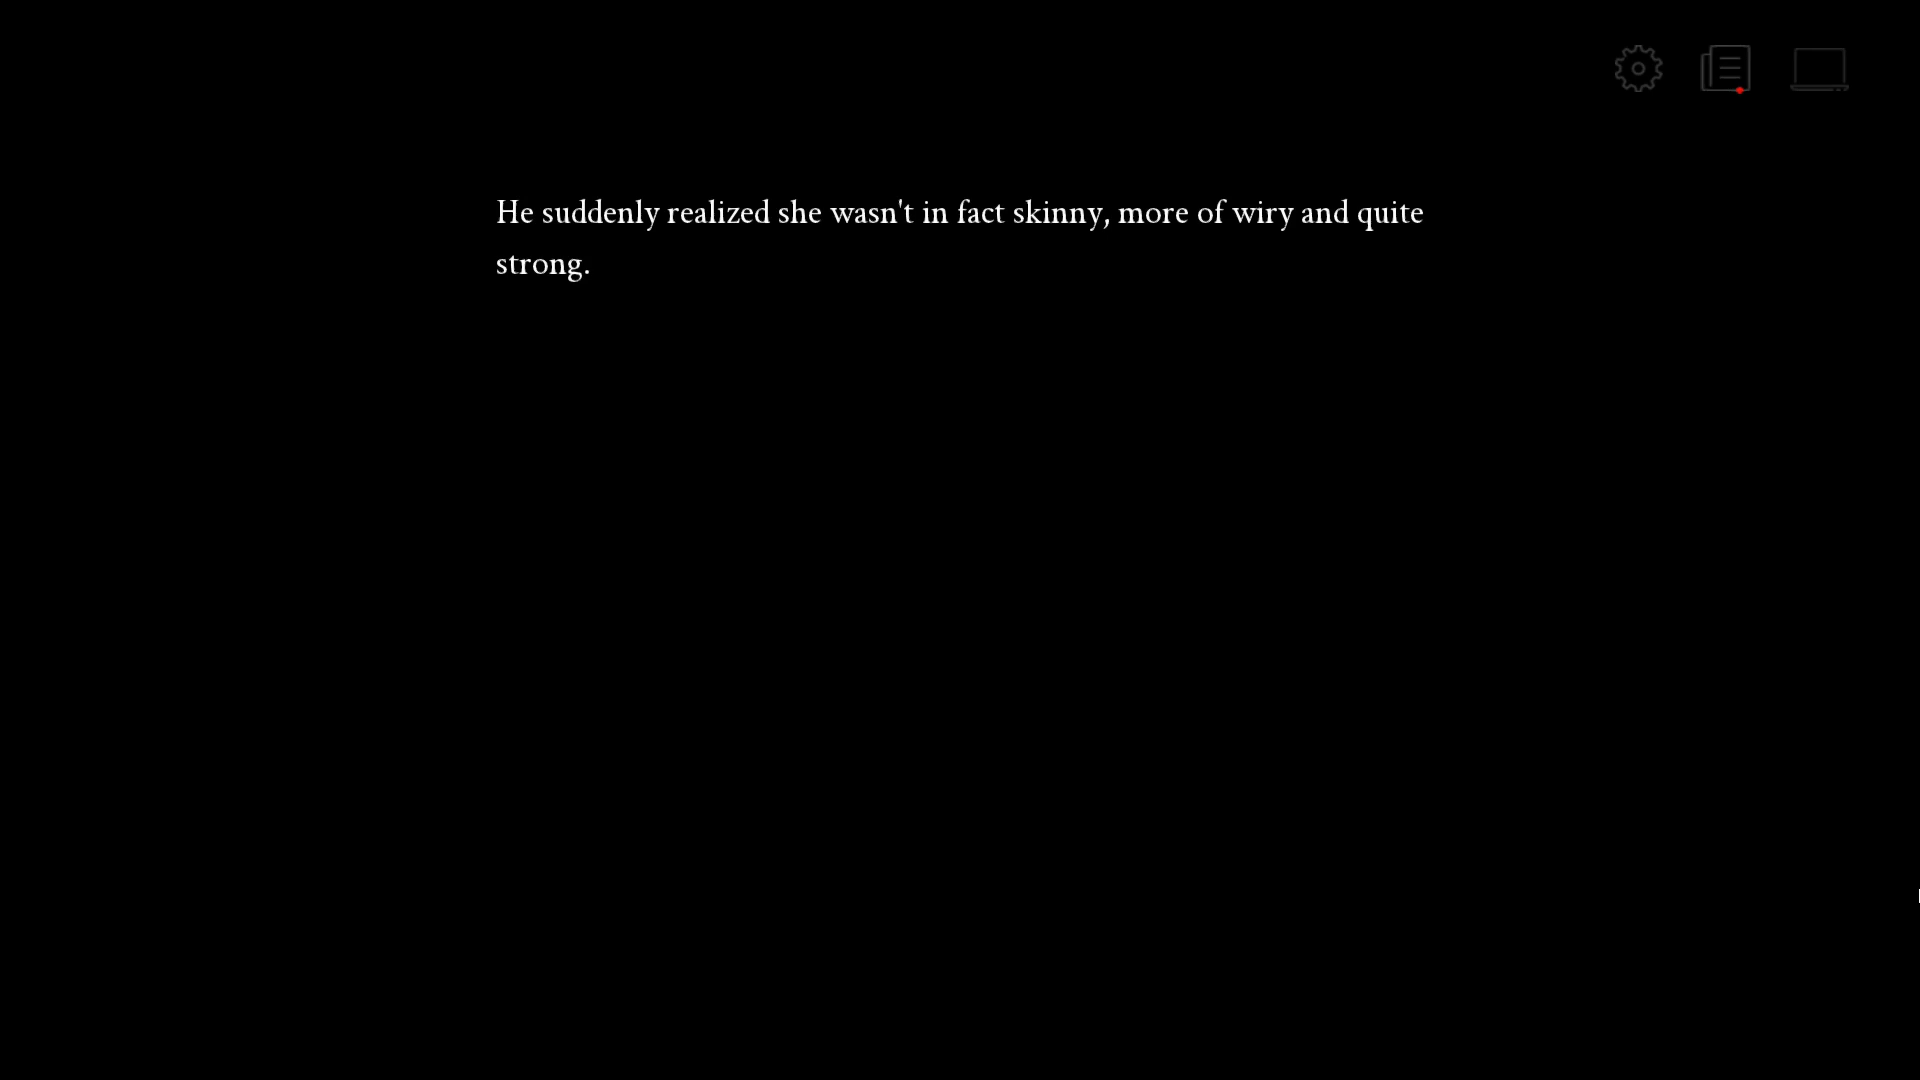 He suddenly realized she wasn't in fact skinny, more of wiry and quite
strong.